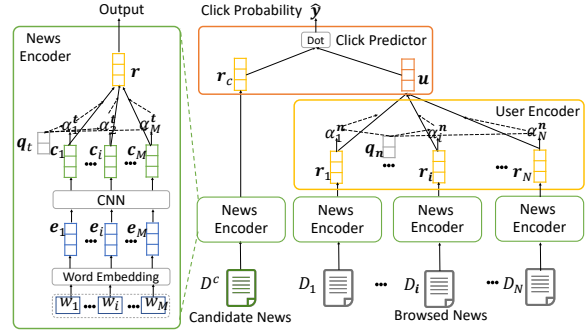 Output
Click Probability ŷ
News
Encoder
r
Dot
Click Predictor
r_c
u
User Encoder
α_1^t α_i^t α_M^t
q_t
c_1 ••• c_i ••• c_M
α_1^n α_i^n α_N^n
q_n
•••
r_1 r_i ••• r_N
CNN
e_1 ••• e_i ••• e_M
News
Encoder
News
Encoder
News
Encoder
News
Encoder
Word Embedding
w_1 ••• w_i ••• w_M
D^c D_1 ••• D_i ••• D_N
Candidate News Browsed News